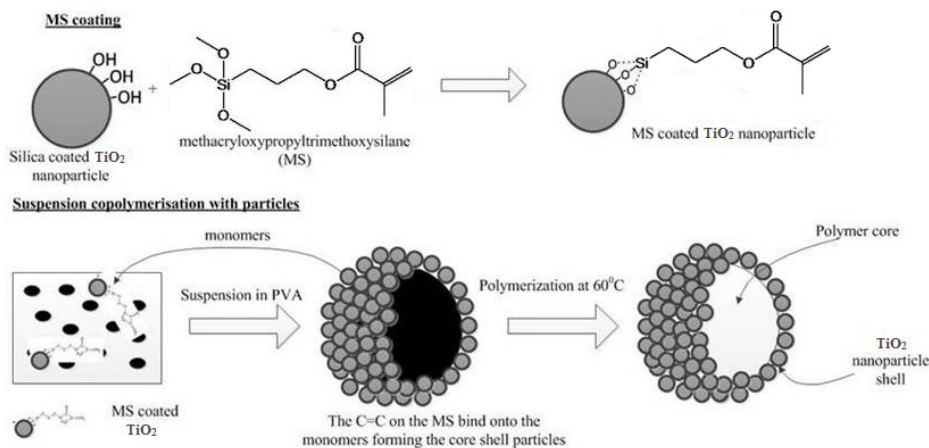 MS coating
OH
OH
OH
+
Silica coated TiO₂
nanoparticle
O
O
Si
O
O
O
methacryloxypropyltrimethoxysilane
(MS)
O
O
O
Si
O
O
MS coated TiO₂ nanoparticle
Suspension copolymerisation with particles
monomers
Suspension in PVA
Polymerization at 60⁰C
Polymer core
TiO₂
nanoparticle
shell
MS coated
TiO₂
The C=C on the MS bind onto the
monomers forming the core shell particles